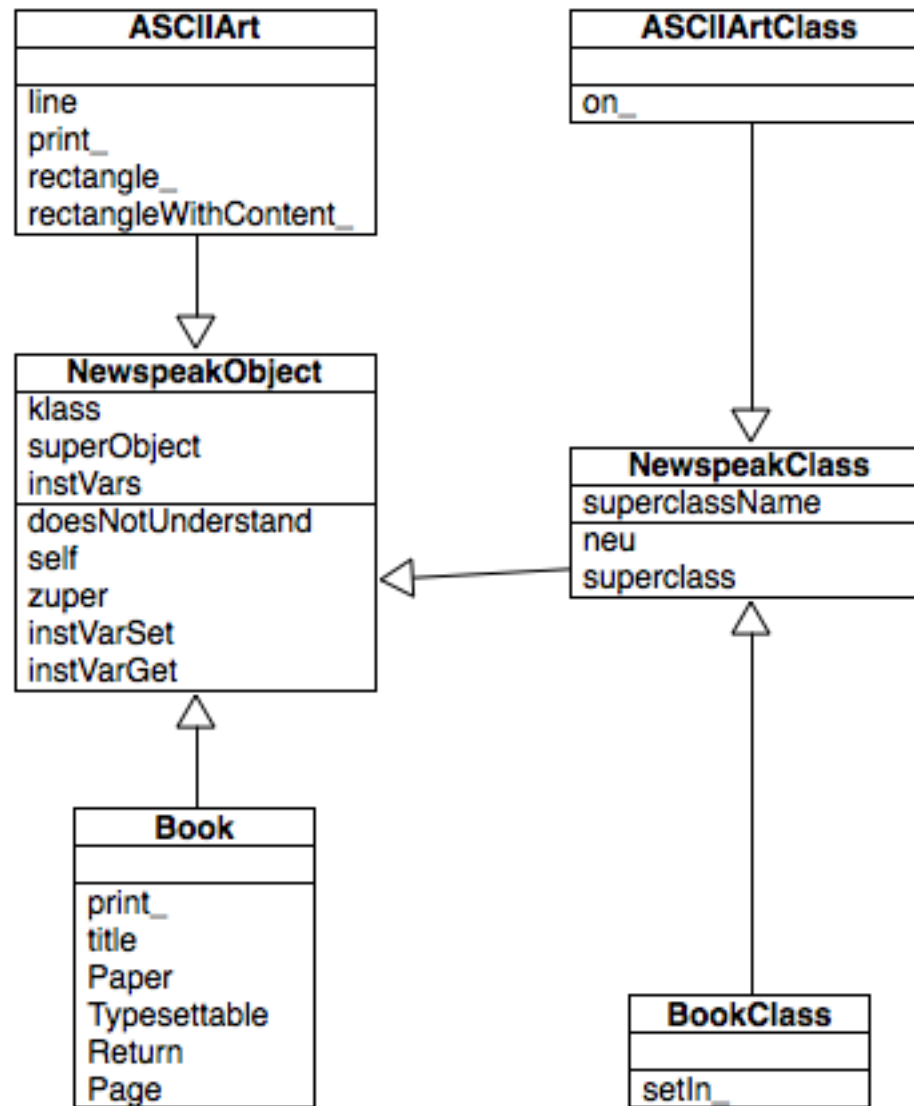 ASCIIArt
line
print_
rectangle_
rectangleWithContent_
ASCIIArtClass
on_
NewspeakObject
klass
superObject
instVars
doesNotUnderstand
self
zuper
instVarSet
instVarGet
NewspeakClass
superclassName
neu
superclass
Book
print_
title
Paper
Typesettable
Return
Page
BookClass
setIn_